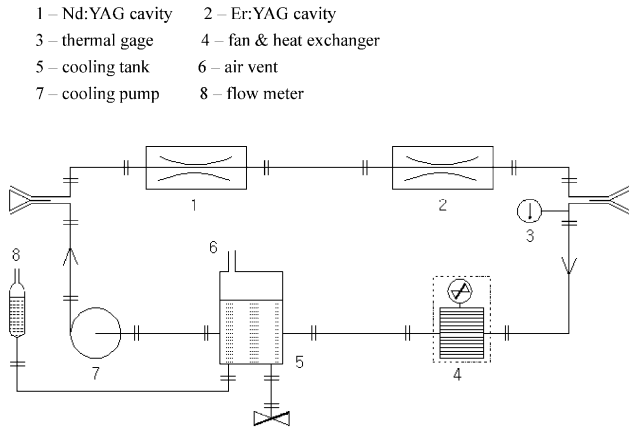 1 – Nd:YAG cavity 2 – Er:YAG cavity
3 – thermal gage 4 – fan & heat exchanger
5 – cooling tank 6 – air vent
7 – cooling pump 8 – flow meter
1
2
3
6
8
7
5
4